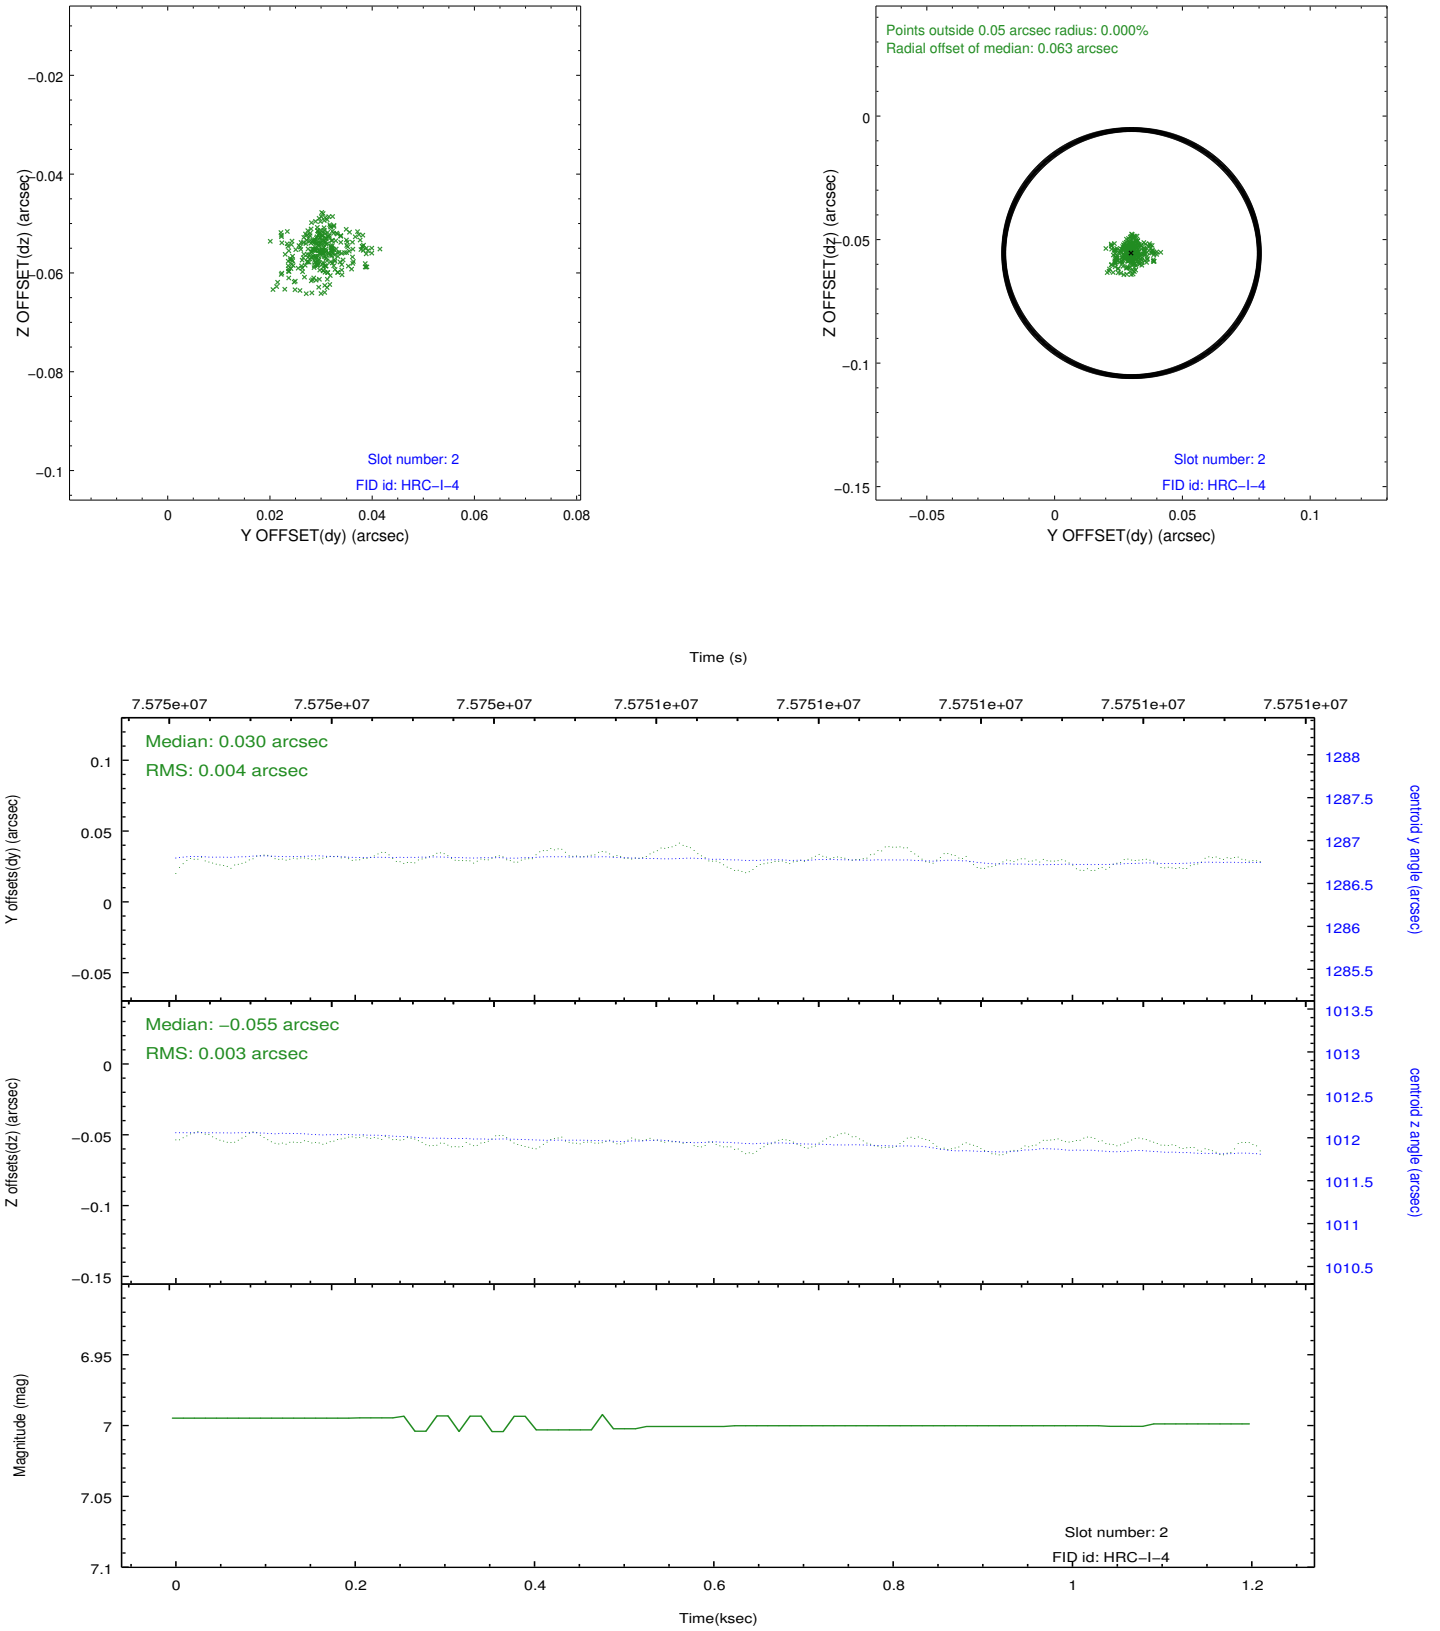 −0.02
−0.04
−0.06
−0.08
−0.1
Z OFFSET(dz) (arcsec)
Slot number: 2
FID id: HRC−I−4
0
0.02
0.04
0.06
0.08
Y OFFSET(dy) (arcsec)
Points outside 0.05 arcsec radius: 0.000%
Radial offset of median: 0.063 arcsec
0
−0.05
−0.1
−0.15
Z OFFSET(dz) (arcsec)
Slot number: 2
FID id: HRC−I−4
−0.05
0
0.05
0.1
Y OFFSET(dy) (arcsec)
Time (s)
7.575e+07
7.575e+07
7.575e+07
7.5751e+07
7.5751e+07
7.5751e+07
7.5751e+07
7.5751e+07
Median: 0.030 arcsec
RMS: 0.004 arcsec
0.1
0.05
0
−0.05
Y offsets(dy) (arcsec)
1288
1287.5
1287
1286.5
1286
1285.5
centroid y angle (arcsec)
Median: −0.055 arcsec
RMS: 0.003 arcsec
0
−0.05
−0.1
−0.15
Z offsets(dz) (arcsec)
1013.5
1013
1012.5
1012
1011.5
1011
1010.5
centroid z angle (arcsec)
6.95
7
7.05
7.1
Magnitude (mag)
Slot number: 2
FID id: HRC−I−4
0
0.2
0.4
0.6
0.8
1
1.2
Time(ksec)